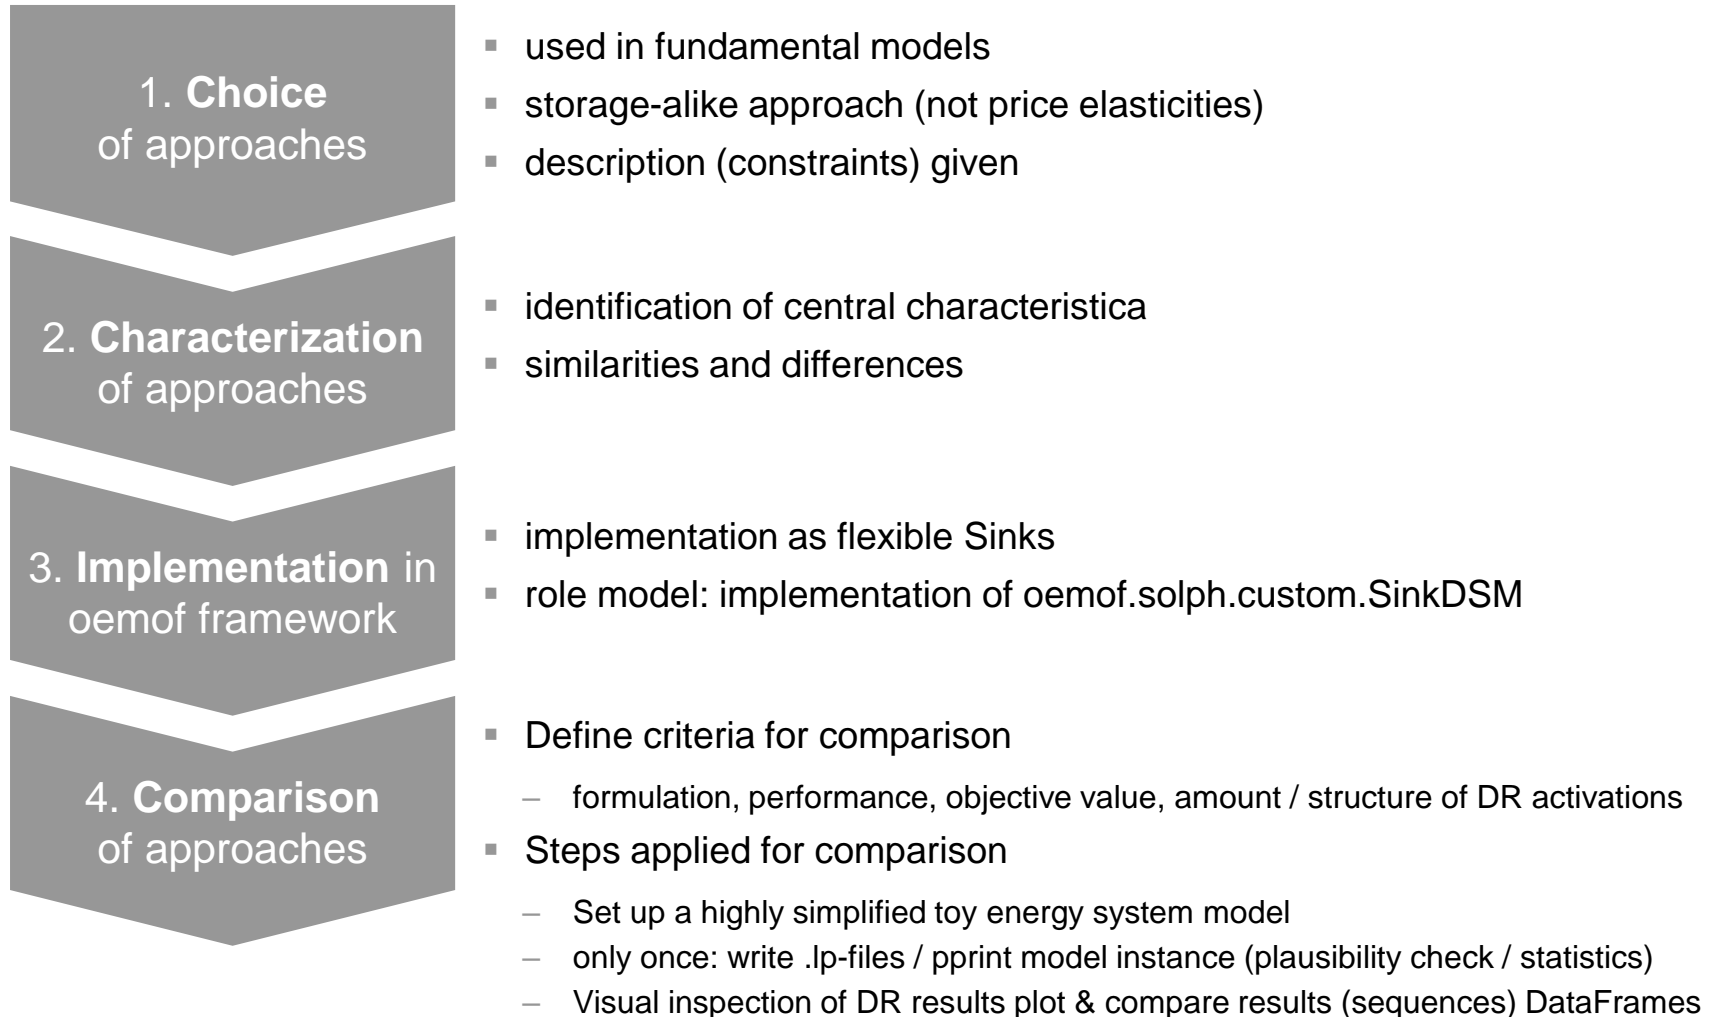 1. Choice
of approaches
▪ used in fundamental models
▪ storage-alike approach (not price elasticities)
▪ description (constraints) given
2. Characterization
of approaches
▪ identification of central characteristica
▪ similarities and differences
3. Implementation in
oemof framework
▪ implementation as flexible Sinks
▪ role model: implementation of oemof.solph.custom.SinkDSM
4. Comparison
of approaches
▪ Define criteria for comparison
– formulation, performance, objective value, amount / structure of DR activations
▪ Steps applied for comparison
– Set up a highly simplified toy energy system model
– only once: write .lp-files / pprint model instance (plausibility check / statistics)
– Visual inspection of DR results plot & compare results (sequences) DataFrames